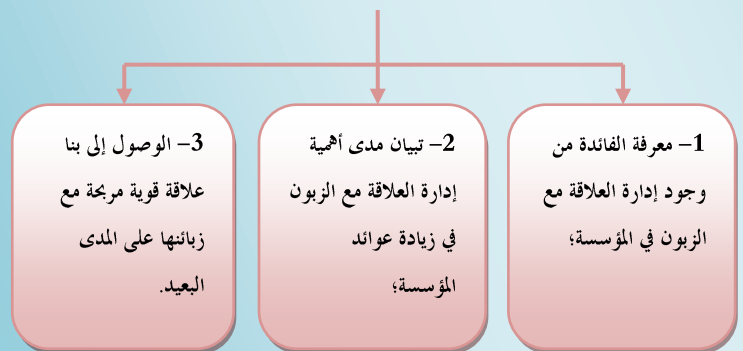 1– معرفة الفائدة من
وجود إدارة العلاقة مع
الزبون في المؤسسة؛
2– تبيان مدى أهمية
إدارة العلاقة مع الزبون
في زيادة عوائد
المؤسسة؛
3– الوصول إلى بنا
علاقة قوية مربحة مع
زبائنها على المدى
البعيد.